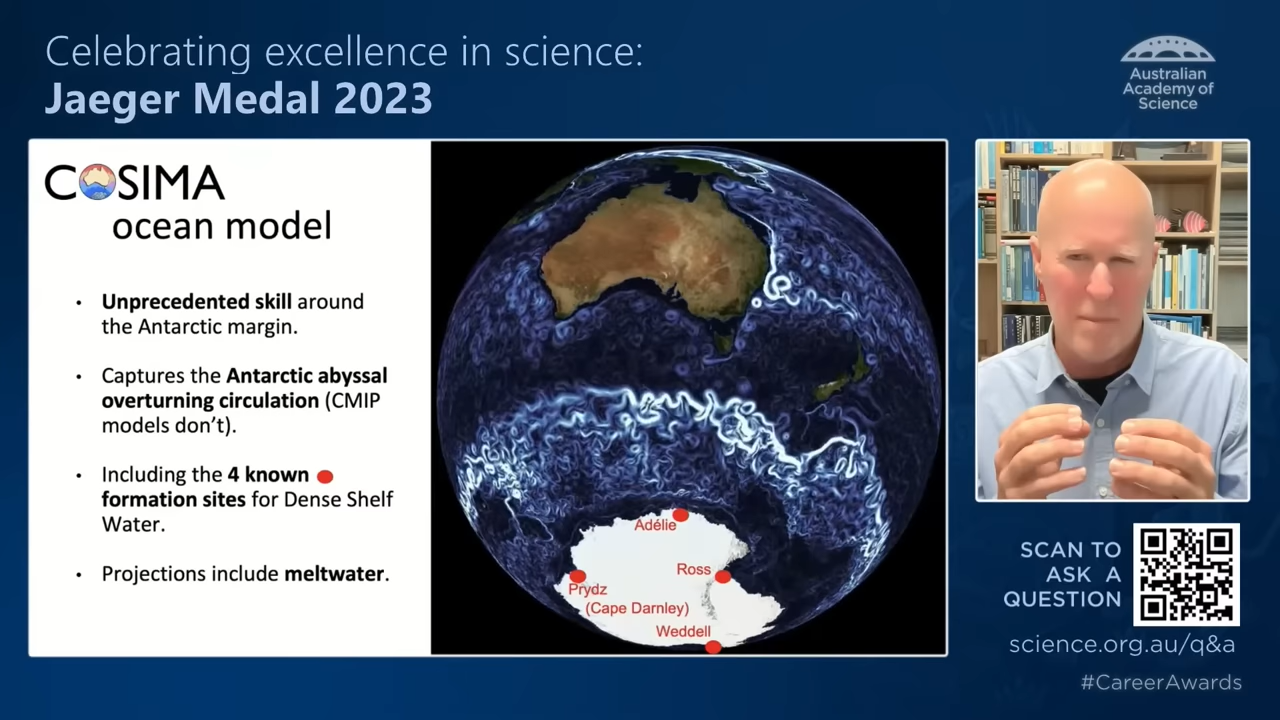 Celebrating excellence in science:
Jaeger Medal 2023
Australian
Academy of
Science
COSIMA
ocean model
• Unprecedented skill around
the Antarctic margin.
• Captures the Antarctic abyssal
overturning circulation (CMIP
models don't).
• Including the 4 known
formation sites for Dense Shelf
Water.
• Projections include meltwater.
Adélie
Ross
Prydz
(Cape Darnley)
Weddell
SCAN TO
ASK A
QUESTION
science.org.au/q&a
#CareerAwards